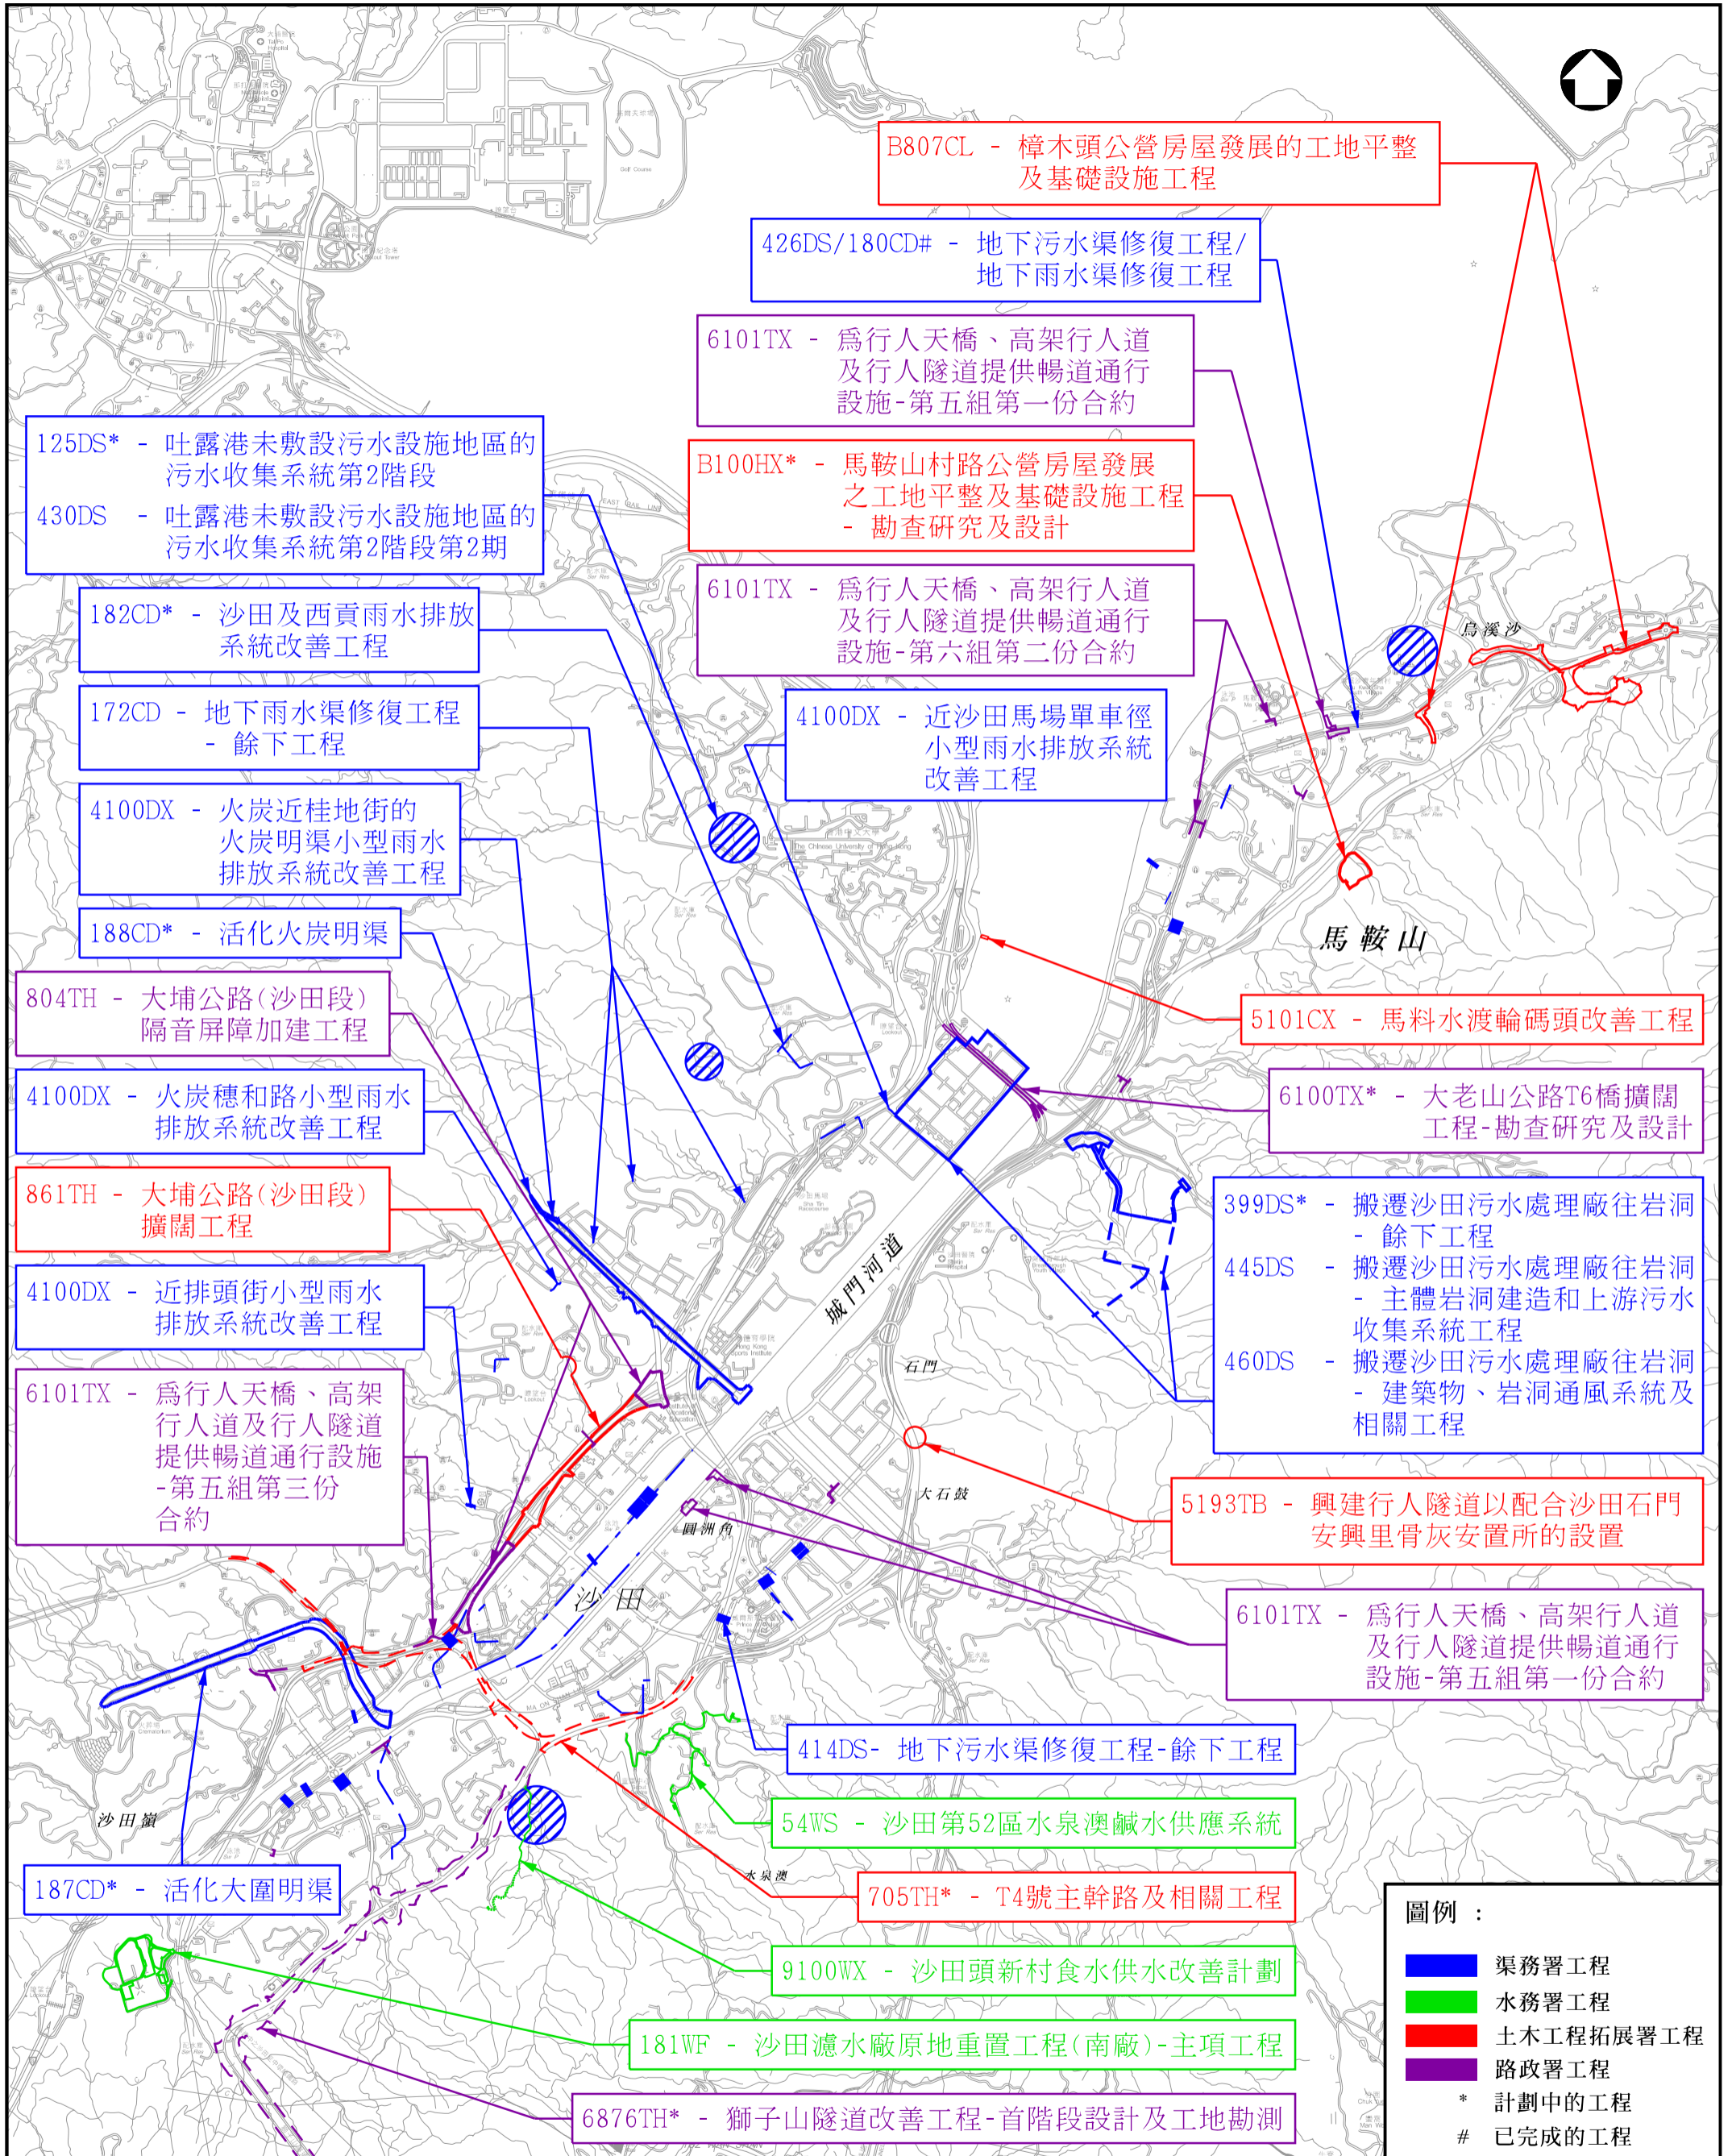 B807CL - 樟木頭公營房屋發展的工地平整
及基礎設施工程
426DS/180CD# - 地下污水渠修復工程/
地下雨水渠修復工程
6101TX - 為行人天橋、高架行人道
及行人隧道提供暢道通行
設施-第五組第一份合約
125DS* - 吐露港未敷設污水設施地區的
污水收集系統第2階段
430DS - 吐露港未敷設污水設施地區的
污水收集系統第2階段第2期
B100HX* - 馬鞍山村路公營房屋發展
之工地平整及基礎設施工程
- 勘查研究及設計
182CD* - 沙田及西貢雨水排放
系統改善工程
6101TX - 為行人天橋、高架行人道
及行人隧道提供暢道通行
設施-第六組第二份合約
烏溪沙
172CD - 地下雨水渠修復工程
- 餘下工程
4100DX - 近沙田馬場單車徑
小型雨水排放系統
改善工程
4100DX - 火炭近桂地街的
火炭明渠小型雨水
排放系統改善工程
The Chinese University of Hong Kong
188CD* - 活化火炭明渠
馬鞍山
804TH - 大埔公路(沙田段)
隔音屏障加建工程
5101CX - 馬料水渡輪碼頭改善工程
4100DX - 火炭穗和路小型雨水
排放系統改善工程
6100TX* - 大老山公路T6橋擴闊
工程-勘查研究及設計
861TH - 大埔公路(沙田段)
擴闊工程
399DS* - 搬遷沙田污水處理廠往岩洞
- 餘下工程
445DS - 搬遷沙田污水處理廠往岩洞
- 主體岩洞建造和上游污水
收集系統工程
460DS - 搬遷沙田污水處理廠往岩洞
- 建築物、岩洞通風系統及
相關工程
城門河道
4100DX - 近排頭街小型雨水
排放系統改善工程
石門
6101TX - 為行人天橋、高架
行人道及行人隧道
提供暢道通行設施
-第五組第三份
合約
大石鼓
5193TB - 興建行人隧道以配合沙田石門
安興里骨灰安置所的設置
圓洲角
沙田
6101TX - 為行人天橋、高架行人道
及行人隧道提供暢道通行
設施-第五組第一份合約
414DS- 地下污水渠修復工程-餘下工程
沙田嶺
54WS - 沙田第52區水泉澳鹹水供應系統
水泉澳
187CD* - 活化大圍明渠
705TH* - T4號主幹路及相關工程
9100WX - 沙田頭新村食水供水改善計劃
181WF - 沙田濾水廠原地重置工程(南廠)-主項工程
6876TH* - 獅子山隧道改善工程-首階段設計及工地勘測
圖例 :
渠務署工程
水務署工程
土木工程拓展署工程
路政署工程
* 計劃中的工程
# 已完成的工程